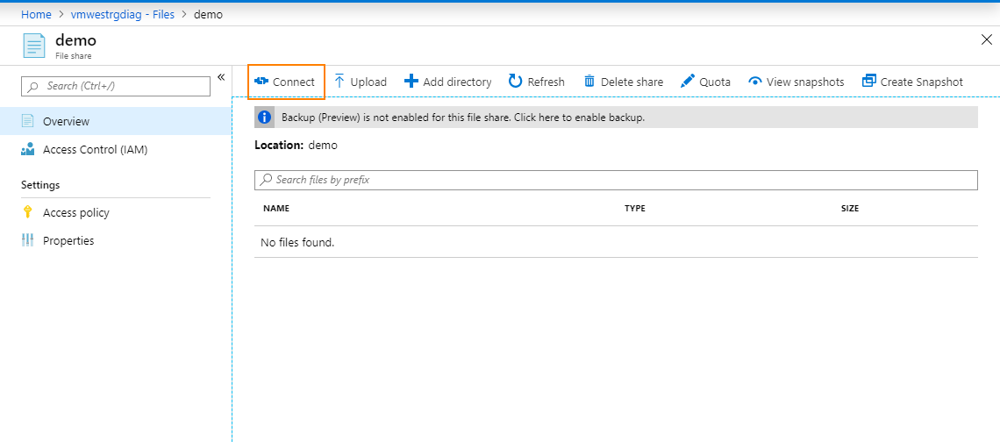 Home > vmwestrgdiag - Files > demo
demo
File share
Search (Ctrl+/)
Overview
Access Control (IAM)
Settings
Access policy
Properties
Connect Upload Add directory Refresh Delete share Quota View snapshots Create Snapshot
Backup (Preview) is not enabled for this file share. Click here to enable backup.
Location: demo
Search files by prefix
NAME TYPE SIZE
No files found.